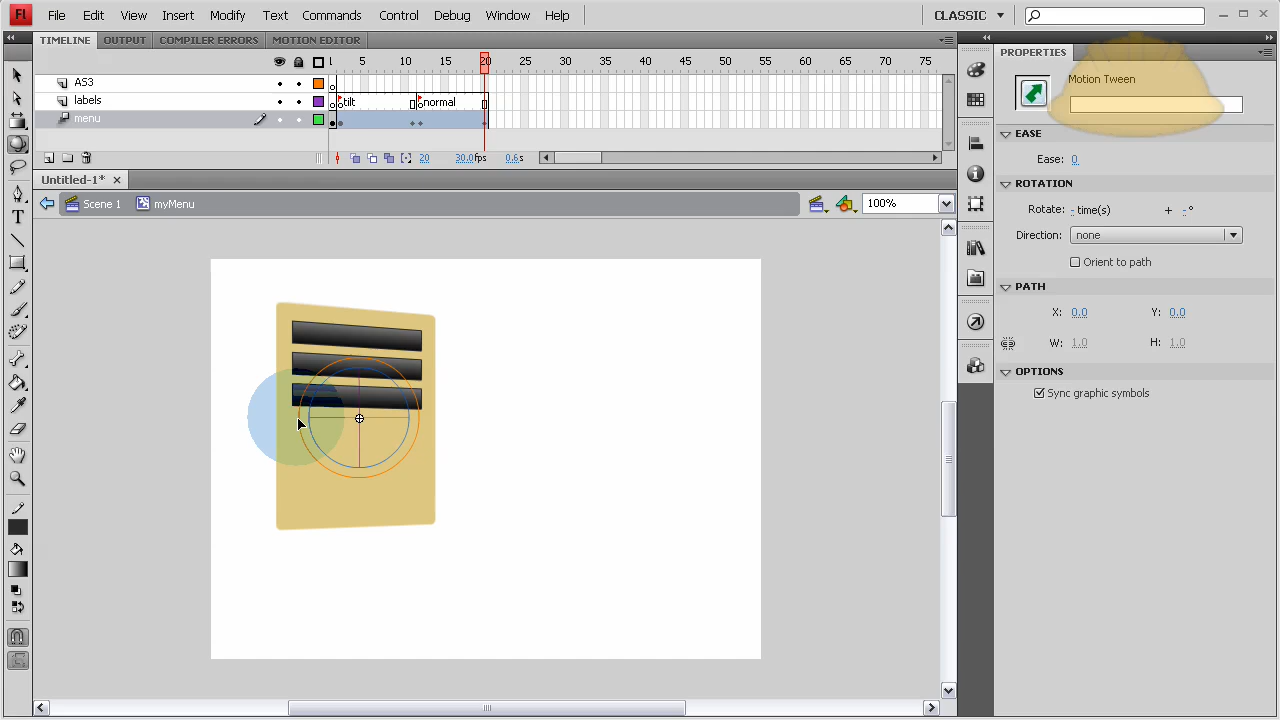 Fl File Edit View Insert Modify Text Commands Control Debug Window Help CLASSIC
TIMELINE OUTPUT COMPILER ERRORS MOTION EDITOR
PROPERTIES
5 10 15 20 25 30 35 40 45 50 55 60 65 70 75
AS3
labels tilt normal
menu
20 30.0fps 0.6s
Untitled-1*
Scene 1 myMenu 100%
Motion Tween
EASE
Ease: 0
ROTATION
Rotate: - time(s) + - °
Direction: none
Orient to path
PATH
X: 0.0 Y: 0.0
W: 1.0 H: 1.0
OPTIONS
Sync graphic symbols